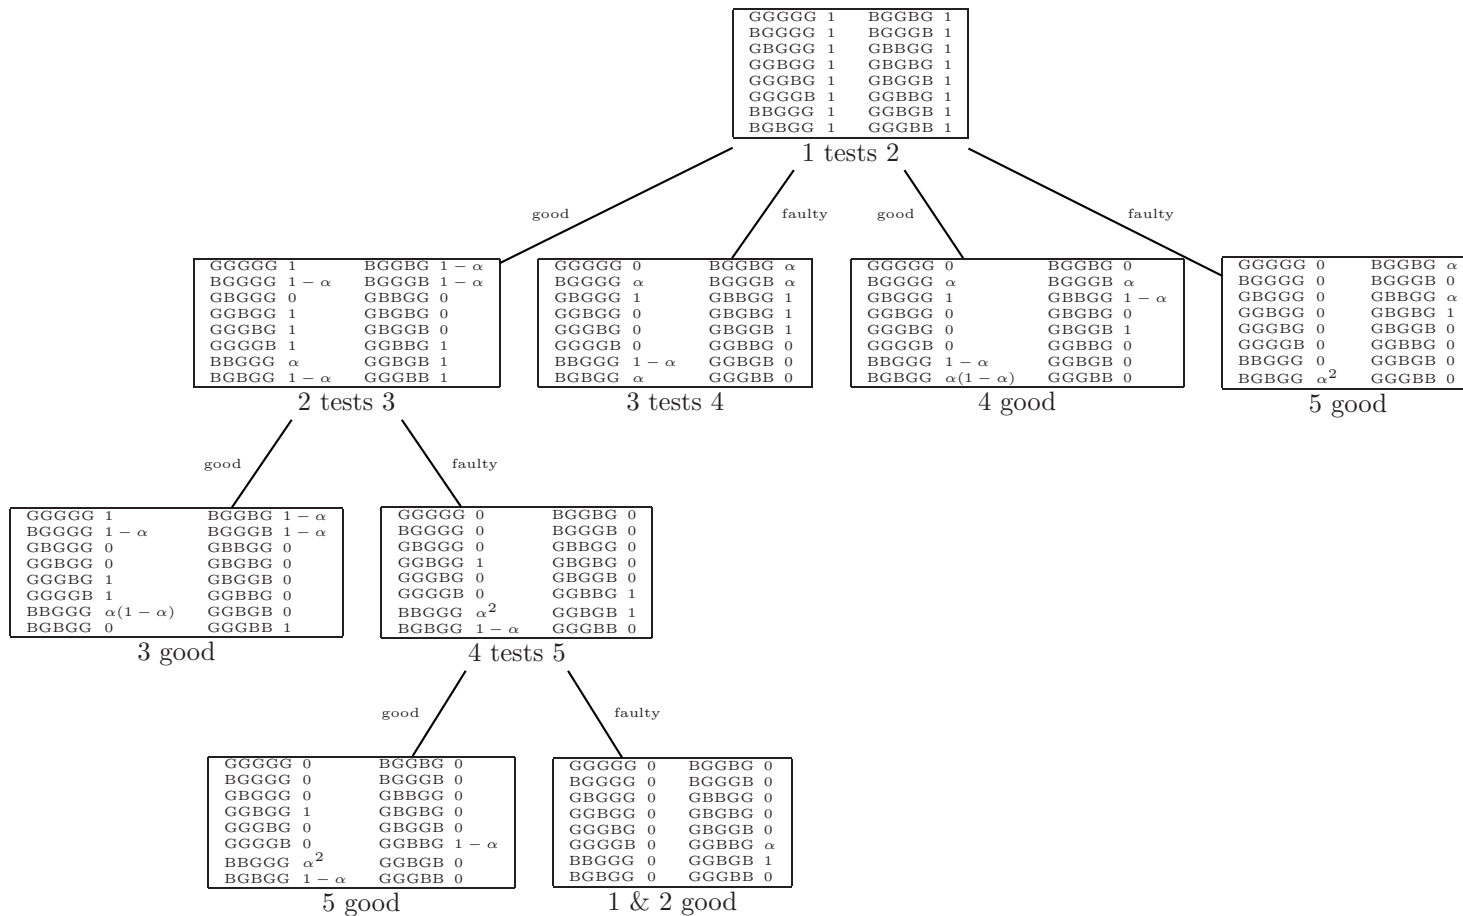 GGGGG 1 BGGBG 1
BGGGG 1 BGGGB 1
GBGGG 1 GBBGG 1
GGBGG 1 GBGBG 1
GGGBG 1 GBGGB 1
GGGGB 1 GGBBG 1
BBGGG 1 GGBGB 1
BGBGG 1 GGGBB 1
1 tests 2
good
faulty
good
faulty
GGGGG 1 BGGBG 1 − α
BGGGG 1 − α BGGGB 1 − α
GBGGG 0 GBBGG 0
GGBGG 1 GBGBG 0
GGGBG 1 GBGGB 0
GGGGB 1 GGBBG 1
BBGGG α GGBGB 1
BGBGG 1 − α GGGBB 1
2 tests 3
GGGGG 0 BGGBG α
BGGGG α BGGGB α
GBGGG 1 GBBGG 1
GGBGG 0 GBGBG 1
GGGBG 0 GBGGB 1
GGGGB 0 GGBBG 0
BBGGG 1 − α GGBGB 0
BGBGG α GGGBB 0
3 tests 4
GGGGG 0 BGGBG 0
BGGGG α BGGGB α
GBGGG 1 GBBGG 1 − α
GGBGG 0 GBGBG 0
GGGBG 0 GBGGB 1
GGGGB 0 GGBBG 0
BBGGG 1 − α GGBGB 0
BGBGG α(1 − α) GGGBB 0
4 good
GGGGG 0 BGGBG α
BGGGG 0 BGGGB 0
GBGGG 0 GBBGG α
GGBGG 0 GBGBG 1
GGGBG 0 GBGGB 0
GGGGB 0 GGBBG 0
BBGGG 0 GGBGB 0
BGBGG α² GGGBB 0
5 good
good
faulty
GGGGG 1 BGGBG 1 − α
BGGGG 1 − α BGGGB 1 − α
GBGGG 0 GBBGG 0
GGBGG 0 GBGBG 0
GGGBG 1 GBGGB 0
GGGGB 1 GGBBG 0
BBGGG α(1 − α) GGBGB 0
BGBGG 0 GGGBB 1
3 good
GGGGG 0 BGGBG 0
BGGGG 0 BGGGB 0
GBGGG 0 GBBGG 0
GGBGG 1 GBGBG 0
GGGBG 0 GBGGB 0
GGGGB 0 GGBBG 1
BBGGG α² GGBGB 1
BGBGG 1 − α GGGBB 0
4 tests 5
good
faulty
GGGGG 0 BGGBG 0
BGGGG 0 BGGGB 0
GBGGG 0 GBBGG 0
GGBGG 1 GBGBG 0
GGGBG 0 GBGGB 0
GGGGB 0 GGBBG 1 − α
BBGGG α² GGBGB 0
BGBGG 1 − α GGGBB 0
5 good
GGGGG 0 BGGBG 0
BGGGG 0 BGGGB 0
GBGGG 0 GBBGG 0
GGBGG 0 GBGBG 0
GGGBG 0 GBGGB 0
GGGGB 0 GGBBG α
BBGGG 0 GGBGB 1
BGBGG 0 GGGBB 0
1 & 2 good